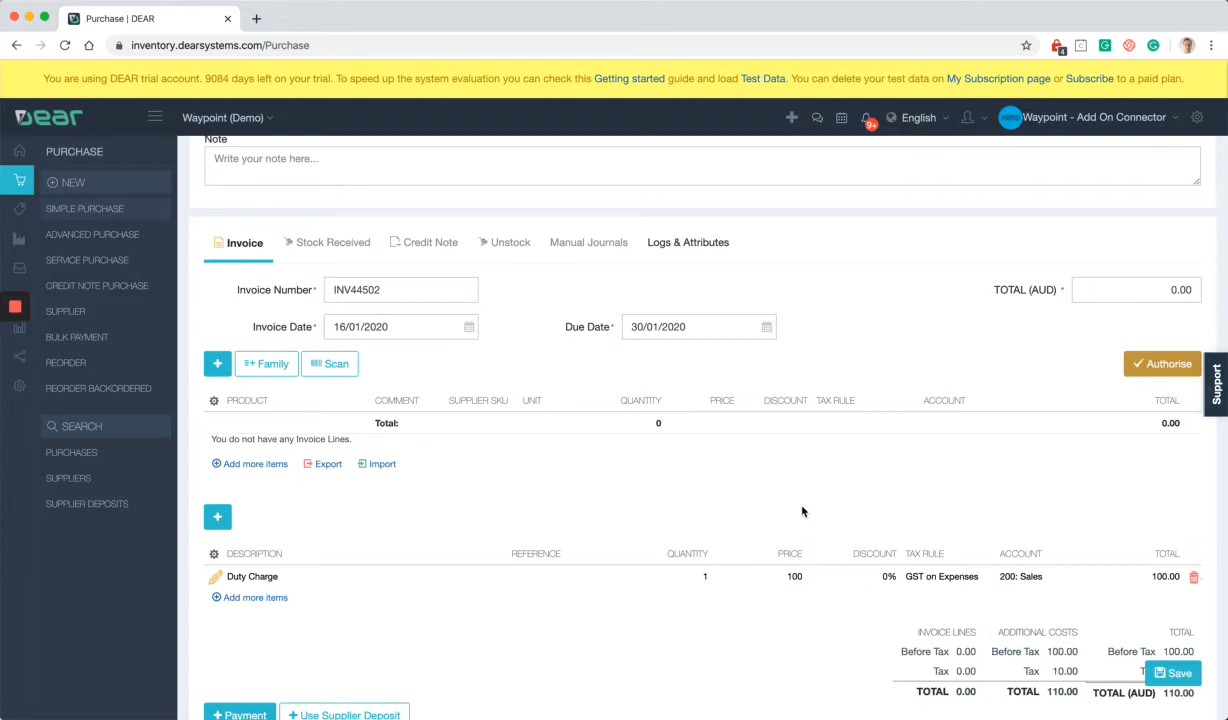 Purchase | DEAR
inventory.dearsystems.com/Purchase
4
You are using DEAR trial account. 9084 days left on your trial. To speed up the system evaluation you can check this Getting started guide and load Test Data. You can delete your test data on My Subscription page or Subscribe to a paid plan.
DEAR
Waypoint (Demo)
9+
English
xero
Waypoint - Add On Connector
PURCHASE
NEW
SIMPLE PURCHASE
ADVANCED PURCHASE
SERVICE PURCHASE
CREDIT NOTE PURCHASE
SUPPLIER
BULK PAYMENT
REORDER
REORDER BACKORDERED
SEARCH
PURCHASES
SUPPLIERS
SUPPLIER DEPOSITS
Note
Write your note here...
Invoice Stock Received Credit Note Unstock Manual Journals Logs & Attributes
Invoice Number* INV44502 TOTAL (AUD) * 0.00
Invoice Date* 16/01/2020 Due Date* 30/01/2020
+ Family Scan Authorise
Support
PRODUCT COMMENT SUPPLIER SKU UNIT QUANTITY PRICE DISCOUNT TAX RULE ACCOUNT TOTAL
Total: 0 0.00
You do not have any Invoice Lines.
Add more items Export Import
+
DESCRIPTION REFERENCE QUANTITY PRICE DISCOUNT TAX RULE ACCOUNT TOTAL
Duty Charge 1 100 0% GST on Expenses 200: Sales 100.00
Add more items
INVOICE LINES ADDITIONAL COSTS TOTAL
Before Tax 0.00 Before Tax 100.00 Before Tax 100.00
Tax 0.00 Tax 10.00
Save
TOTAL 0.00 TOTAL 110.00 TOTAL (AUD) 110.00
+ Payment + Use Supplier Deposit